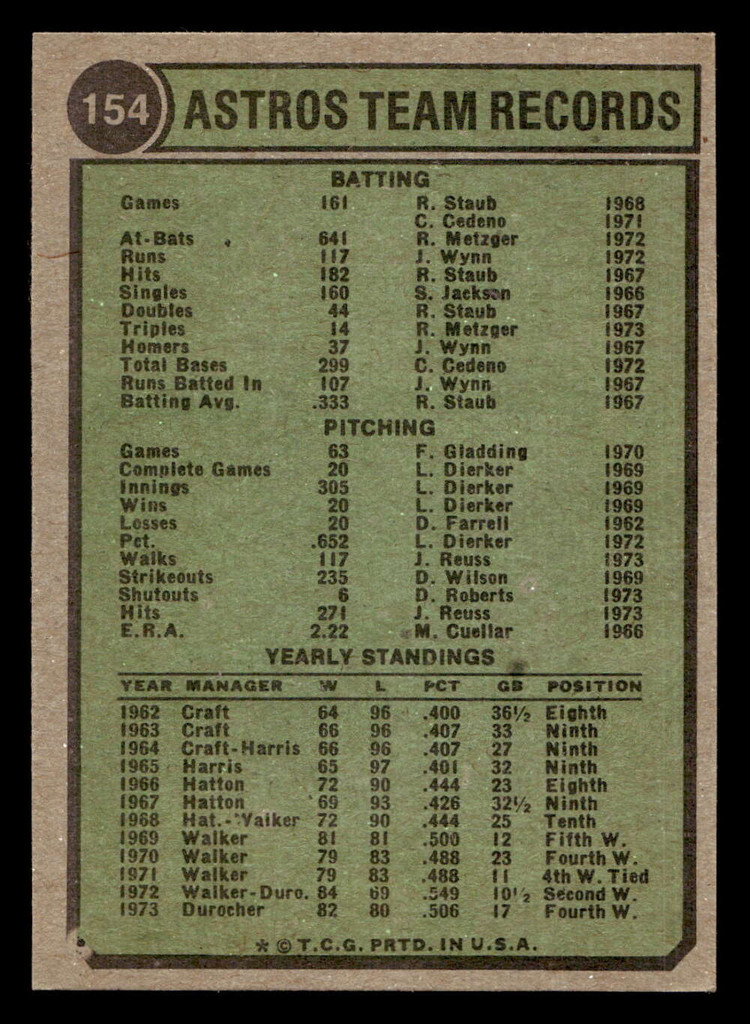 154 ASTROS TEAM RECORDS
BATTING
Games 161 R. Staub 1968
C. Cedeno 1971
At-Bats 641 R. Metzger 1972
Runs 117 J. Wynn 1972
Hits 182 R. Staub 1967
Singles 160 S. Jackson 1966
Doubles 44 R. Staub 1967
Triples 14 R. Metzger 1973
Homers 37 J. Wynn 1967
Total Bases 299 C. Cedeno 1972
Runs Batted In 107 J. Wynn 1967
Batting Avg. .333 R. Staub 1967
PITCHING
Games 63 F. Gladding 1970
Complete Games 20 L. Dierker 1969
Innings 305 L. Dierker 1969
Wins 20 L. Dierker 1969
Losses 20 D. Farrell 1962
Pct. .652 L. Dierker 1972
Walks 117 J. Reuss 1973
Strikeouts 235 D. Wilson 1969
Shutouts 6 D. Roberts 1973
Hits 271 J. Reuss 1973
E.R.A. 2.22 M. Cuellar 1966
YEARLY STANDINGS
YEAR MANAGER W L PCT GB POSITION
1962 Craft 64 96 .400 36½ Eighth
1963 Craft 66 96 .407 33 Ninth
1964 Craft-Harris 66 96 .407 27 Ninth
1965 Harris 65 97 .401 32 Ninth
1966 Hatton 72 90 .444 23 Eighth
1967 Hatton 69 93 .426 32½ Ninth
1968 Hat.-Walker 72 90 .444 25 Tenth
1969 Walker 81 81 .500 12 Fifth W.
1970 Walker 79 83 .488 23 Fourth W.
1971 Walker 79 83 .488 11 4th W. Tied
1972 Walker-Duro. 84 69 .549 10½ Second W.
1973 Durocher 82 80 .506 17 Fourth W.
* © T.C.G. PRTD. IN U.S.A.